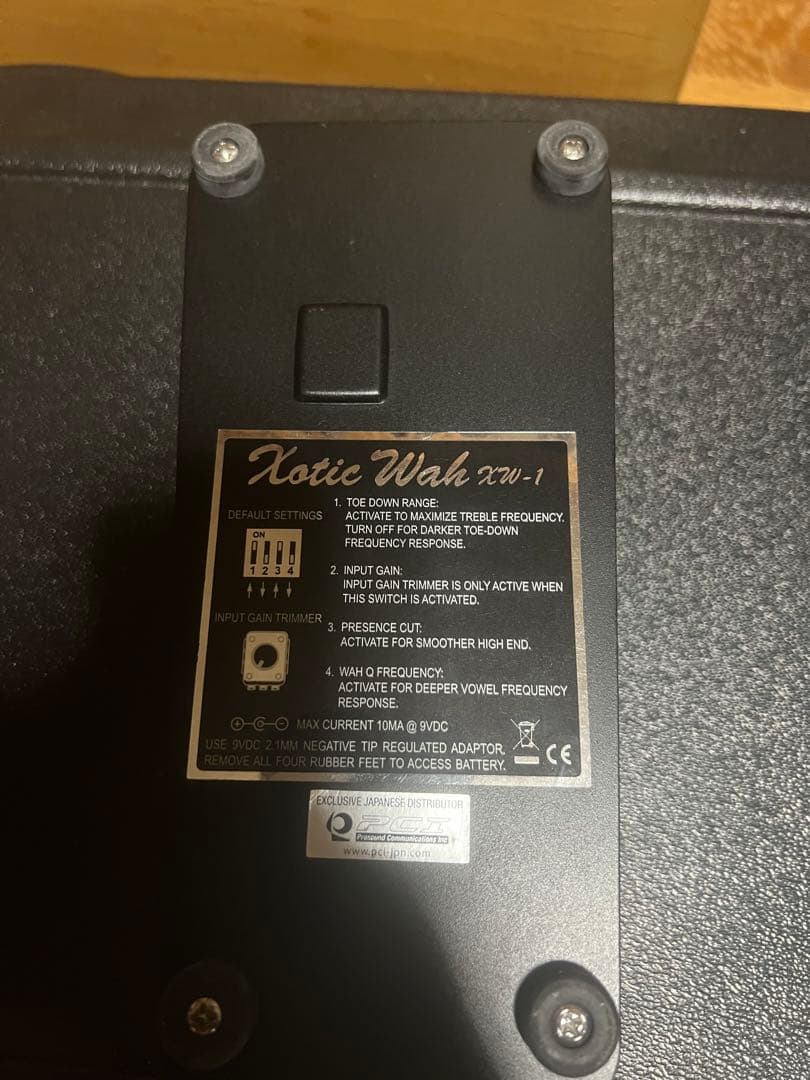 Xotic Wah XW-1
DEFAULT SETTINGS
ON
1 2 3 4
INPUT GAIN TRIMMER
1. TOE DOWN RANGE:
ACTIVATE TO MAXIMIZE TREBLE FREQUENCY.
TURN OFF FOR DARKER TOE-DOWN
FREQUENCY RESPONSE.
2. INPUT GAIN:
INPUT GAIN TRIMMER IS ONLY ACTIVE WHEN
THIS SWITCH IS ACTIVATED.
3. PRESENCE CUT:
ACTIVATE FOR SMOOTHER HIGH END.
4. WAH Q FREQUENCY:
ACTIVATE FOR DEEPER VOWEL FREQUENCY
RESPONSE.
MAX CURRENT 10MA @ 9VDC
USE 9VDC 2.1MM NEGATIVE TIP REGULATED ADAPTOR.
REMOVE ALL FOUR RUBBER FEET TO ACCESS BATTERY.
CE
EXCLUSIVE JAPANESE DISTRIBUTOR
PCI
Prosound Communications Inc
www.pci-jpn.com